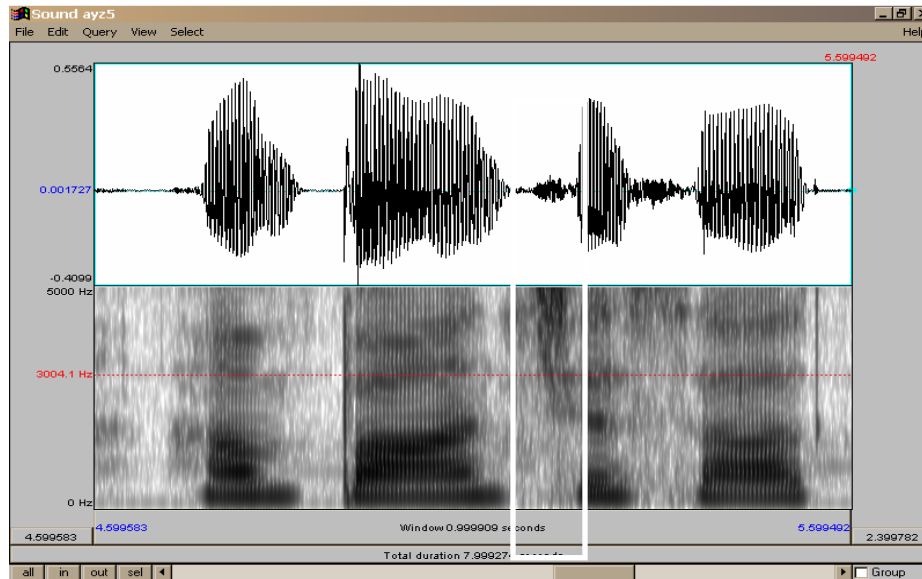 Sound ayz5
File Edit Query View Select Help
5.599492
0.5564
0.001727
-0.4099
5000 Hz
3004.1 Hz
0 Hz
4.599583 Window 0.999909 seconds 5.599492
4.599583 2.399782
Total duration 7.999274 seconds
all in out sel Group